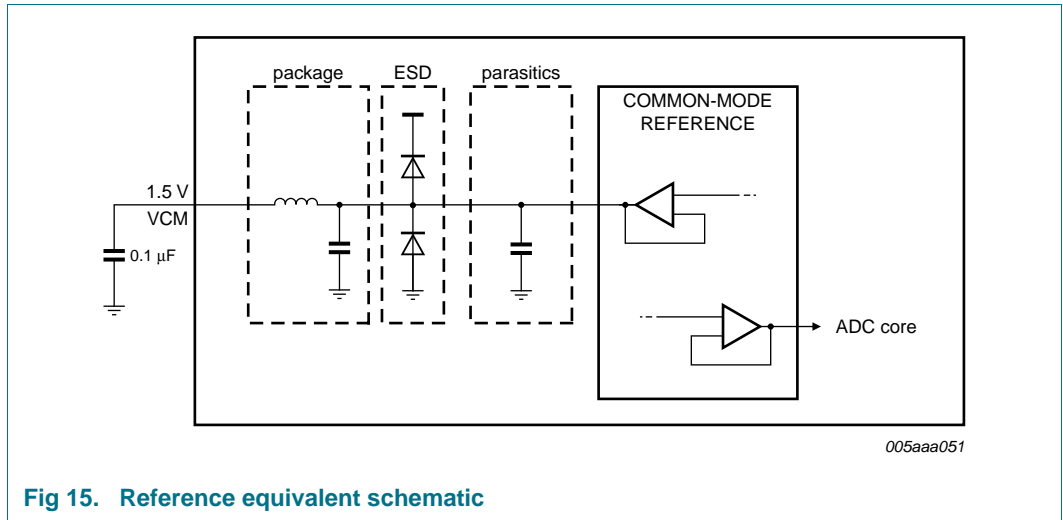 package ESD parasitics
COMMON-MODE
REFERENCE
1.5 V
VCM
0.1 μF
ADC core
005aaa051
Fig 15. Reference equivalent schematic